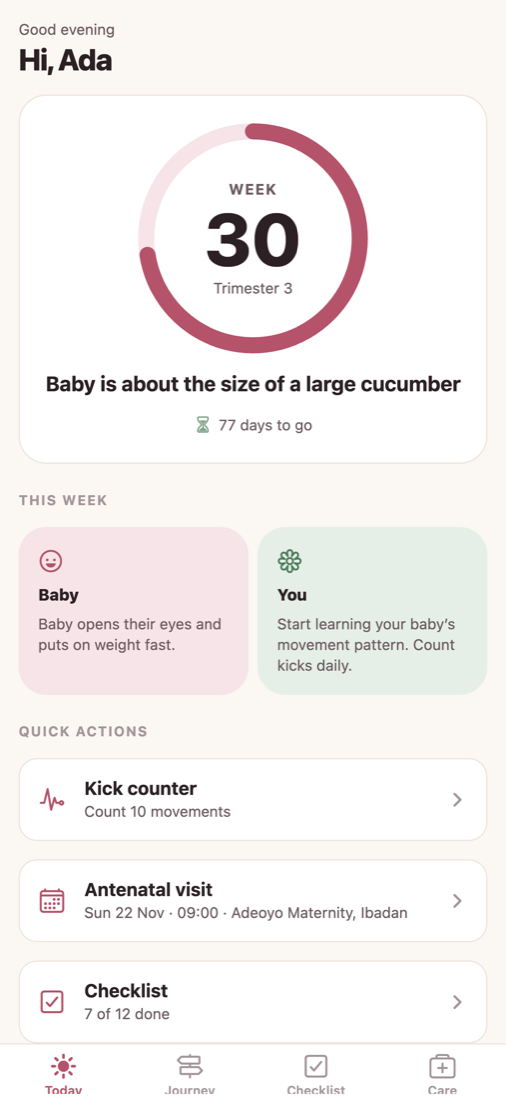 Good evening
Hi, Ada
WEEK
30
Trimester 3
Baby is about the size of a large cucumber
77 days to go
THIS WEEK
Baby
Baby opens their eyes and
puts on weight fast.
You
Start learning your baby’s
movement pattern. Count
kicks daily.
QUICK ACTIONS
Kick counter
Count 10 movements
Antenatal visit
Sun 22 Nov · 09:00 · Adeoyo Maternity, Ibadan
Checklist
7 of 12 done
Today
Journey
Checklist
Care